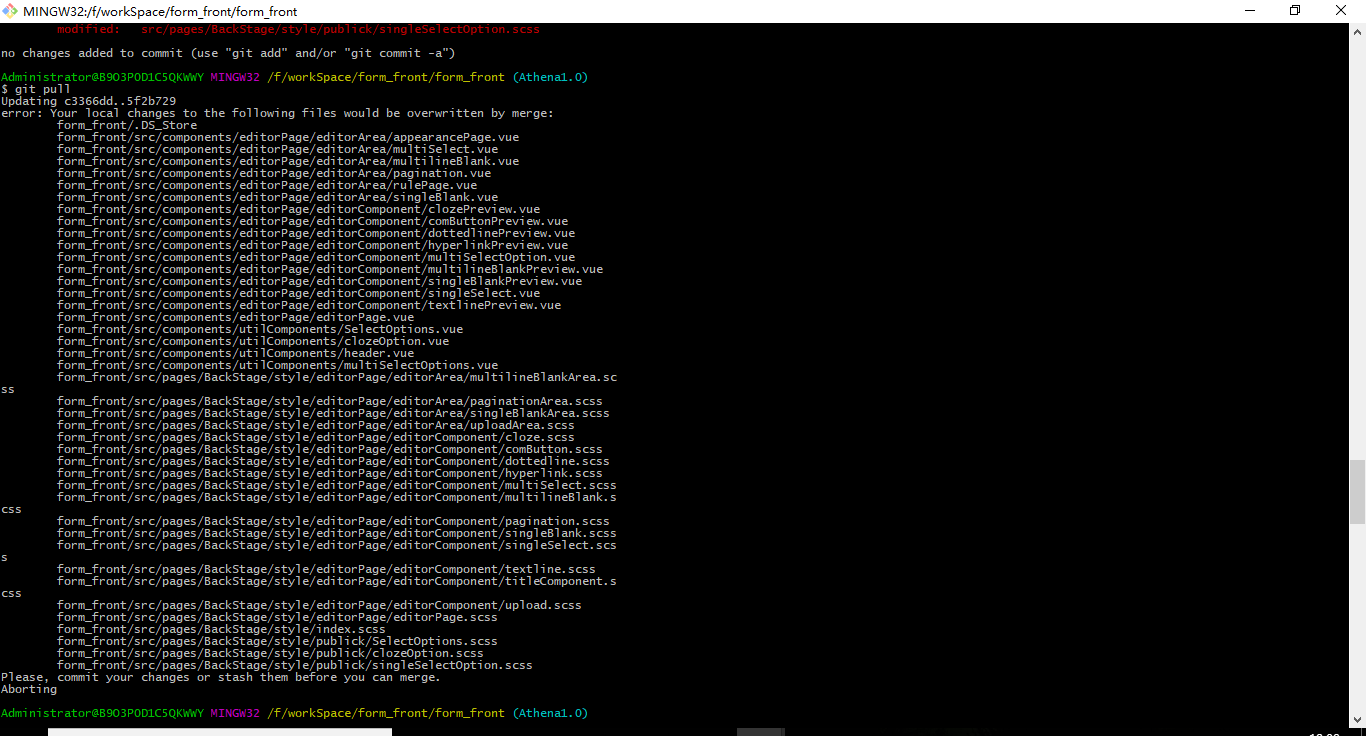 MINGW32:/f/workSpace/form_front/form_front
modified: src/pages/BackStage/style/publick/singleSelectOption.scss
no changes added to commit (use "git add" and/or "git commit -a")
Administrator@B9O3POD1C5QKWWY MINGW32 /f/workSpace/form_front/form_front (Athena1.0)
$ git pull
Updating c3366dd..5f2b729
error: Your local changes to the following files would be overwritten by merge:
form_front/.DS_Store
form_front/src/components/editorPage/editorArea/appearancePage.vue
form_front/src/components/editorPage/editorArea/multiSelect.vue
form_front/src/components/editorPage/editorArea/multilineBlank.vue
form_front/src/components/editorPage/editorArea/pagination.vue
form_front/src/components/editorPage/editorArea/rulePage.vue
form_front/src/components/editorPage/editorArea/singleBlank.vue
form_front/src/components/editorPage/editorComponent/clozePreview.vue
form_front/src/components/editorPage/editorComponent/comButtonPreview.vue
form_front/src/components/editorPage/editorComponent/dottedlinePreview.vue
form_front/src/components/editorPage/editorComponent/hyperlinkPreview.vue
form_front/src/components/editorPage/editorComponent/multiSelectOption.vue
form_front/src/components/editorPage/editorComponent/multilineBlankPreview.vue
form_front/src/components/editorPage/editorComponent/singleBlankPreview.vue
form_front/src/components/editorPage/editorComponent/singleSelect.vue
form_front/src/components/editorPage/editorComponent/textlinePreview.vue
form_front/src/components/editorPage/editorPage.vue
form_front/src/components/utilComponents/SelectOptions.vue
form_front/src/components/utilComponents/clozeOption.vue
form_front/src/components/utilComponents/header.vue
form_front/src/components/utilComponents/multiSelectOptions.vue
form_front/src/pages/BackStage/style/editorPage/editorArea/multilineBlankArea.sc
ss
form_front/src/pages/BackStage/style/editorPage/editorArea/paginationArea.scss
form_front/src/pages/BackStage/style/editorPage/editorArea/singleBlankArea.scss
form_front/src/pages/BackStage/style/editorPage/editorArea/uploadArea.scss
form_front/src/pages/BackStage/style/editorPage/editorComponent/cloze.scss
form_front/src/pages/BackStage/style/editorPage/editorComponent/comButton.scss
form_front/src/pages/BackStage/style/editorPage/editorComponent/dottedline.scss
form_front/src/pages/BackStage/style/editorPage/editorComponent/hyperlink.scss
form_front/src/pages/BackStage/style/editorPage/editorComponent/multiSelect.scss
form_front/src/pages/BackStage/style/editorPage/editorComponent/multilineBlank.s
css
form_front/src/pages/BackStage/style/editorPage/editorComponent/pagination.scss
form_front/src/pages/BackStage/style/editorPage/editorComponent/singleBlank.scss
form_front/src/pages/BackStage/style/editorPage/editorComponent/singleSelect.scs
s
form_front/src/pages/BackStage/style/editorPage/editorComponent/textline.scss
form_front/src/pages/BackStage/style/editorPage/editorComponent/titleComponent.s
css
form_front/src/pages/BackStage/style/editorPage/editorComponent/upload.scss
form_front/src/pages/BackStage/style/editorPage/editorPage.scss
form_front/src/pages/BackStage/style/index.scss
form_front/src/pages/BackStage/style/publick/SelectOptions.scss
form_front/src/pages/BackStage/style/publick/clozeOption.scss
form_front/src/pages/BackStage/style/publick/singleSelectOption.scss
Please, commit your changes or stash them before you can merge.
Aborting
Administrator@B9O3POD1C5QKWWY MINGW32 /f/workSpace/form_front/form_front (Athena1.0)